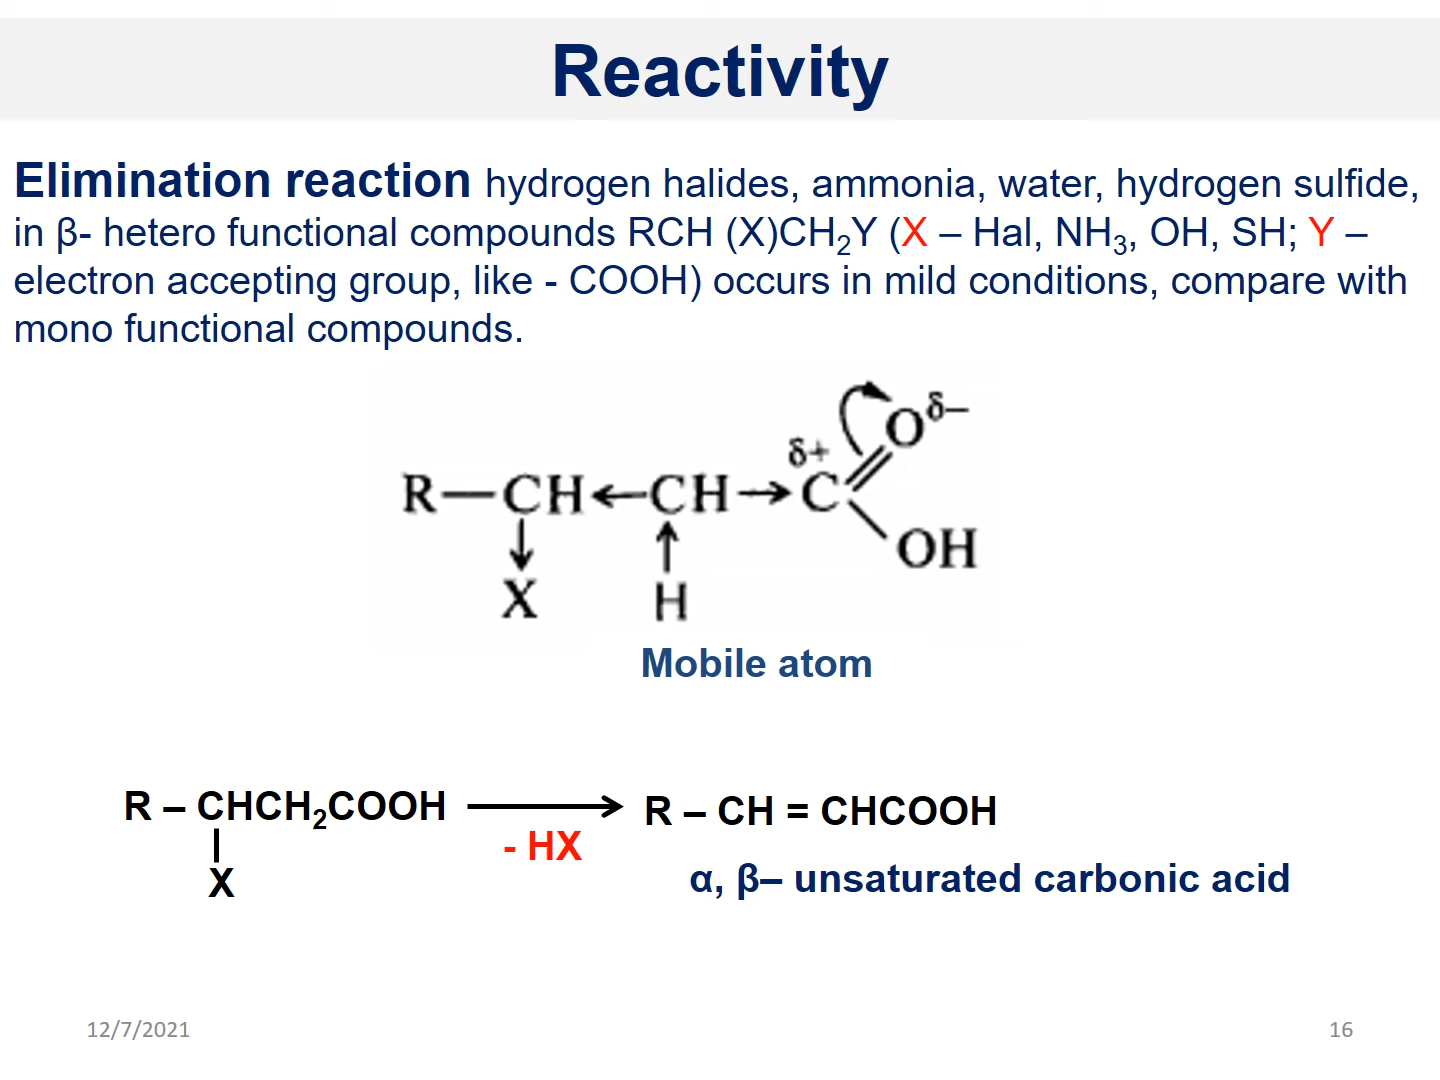 Reactivity
Elimination reaction hydrogen halides, ammonia, water, hydrogen sulfide,
in β- hetero functional compounds RCH (X)CH₂Y (X – Hal, NH₃, OH, SH; Y –
electron accepting group, like - COOH) occurs in mild conditions, compare with
mono functional compounds.
O δ–
δ+
R—CH←CH→C
OH
X H
Mobile atom
R – CHCH₂COOH → R – CH = CHCOOH
- HX
X
α, β– unsaturated carbonic acid
12/7/2021 16